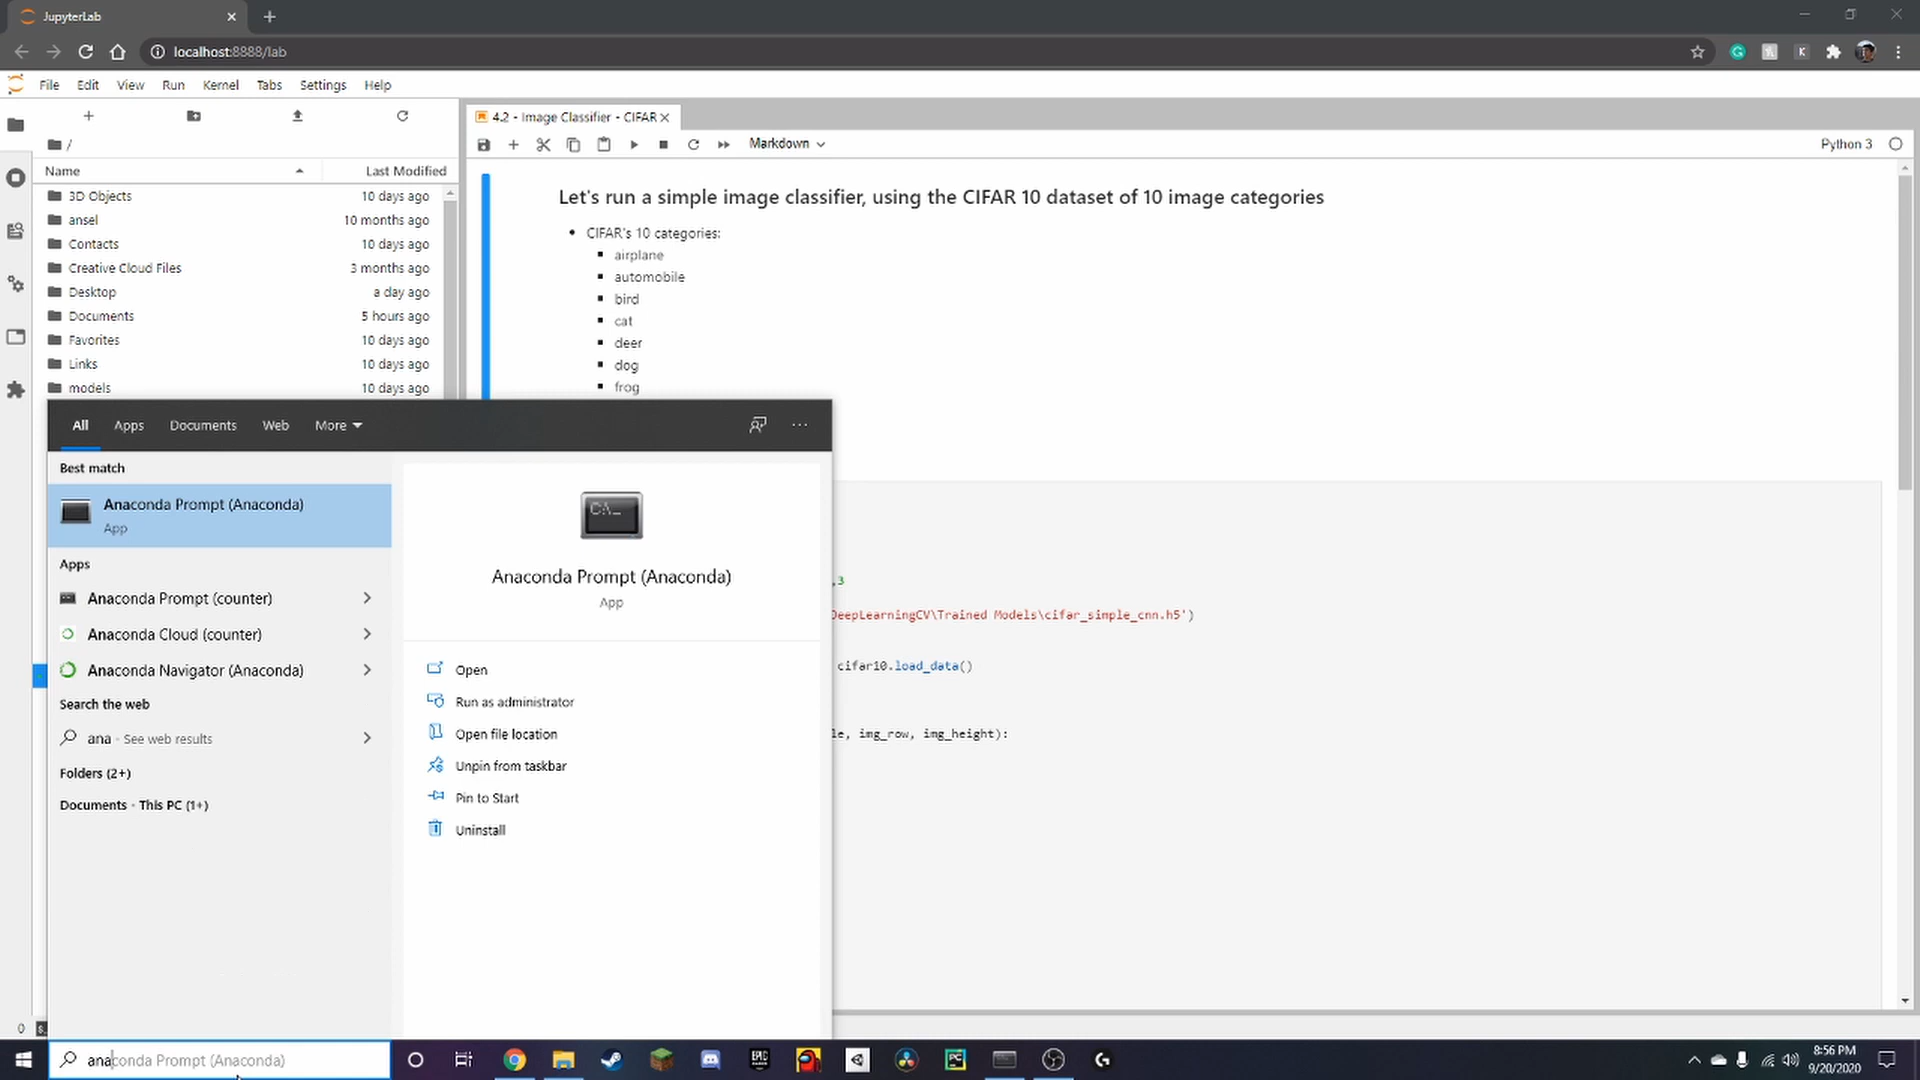 JupyterLab
localhost:8888/lab
File Edit View Run Kernel Tabs Settings Help
4.2 - Image Classifier - CIFAR
/
Markdown
Python 3
Name Last Modified
3D Objects 10 days ago
ansel 10 months ago
Contacts 10 days ago
Creative Cloud Files 3 months ago
Desktop a day ago
Documents 5 hours ago
Favorites 10 days ago
Links 10 days ago
models 10 days ago
Let's run a simple image classifier, using the CIFAR 10 dataset of 10 image categories
CIFAR's 10 categories:
airplane
automobile
bird
cat
deer
dog
frog
,3
DeepLearningCV\Trained Models\cifar_simple_cnn.h5')
cifar10.load_data()
le, img_row, img_height):
All Apps Documents Web More
Best match
Anaconda Prompt (Anaconda)
App
Apps
Anaconda Prompt (counter)
Anaconda Cloud (counter)
Anaconda Navigator (Anaconda)
Search the web
ana - See web results
Folders (2+)
Documents - This PC (1+)
C:\_
Anaconda Prompt (Anaconda)
App
Open
Run as administrator
Open file location
Unpin from taskbar
Pin to Start
Uninstall
0
anaconda Prompt (Anaconda)
EPIC
PC
8:56 PM
9/20/2020